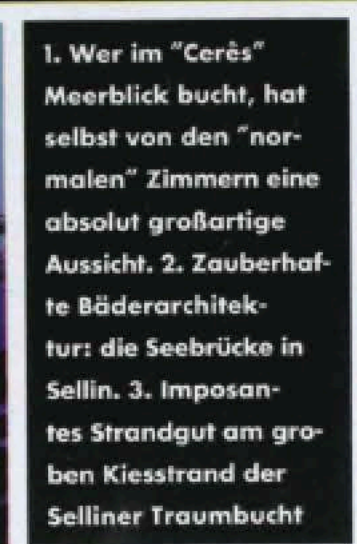 1. Wer im "Cerès"
Meerblick bucht, hat
selbst von den "nor-
malen" Zimmern eine
absolut großartige
Aussicht. 2. Zauberhaf-
te Bäderarchitek-
tur: die Seebrücke in
Sellin. 3. Imposan-
tes Strandgut am gro-
ben Kiesstrand der
Selliner Traumbucht